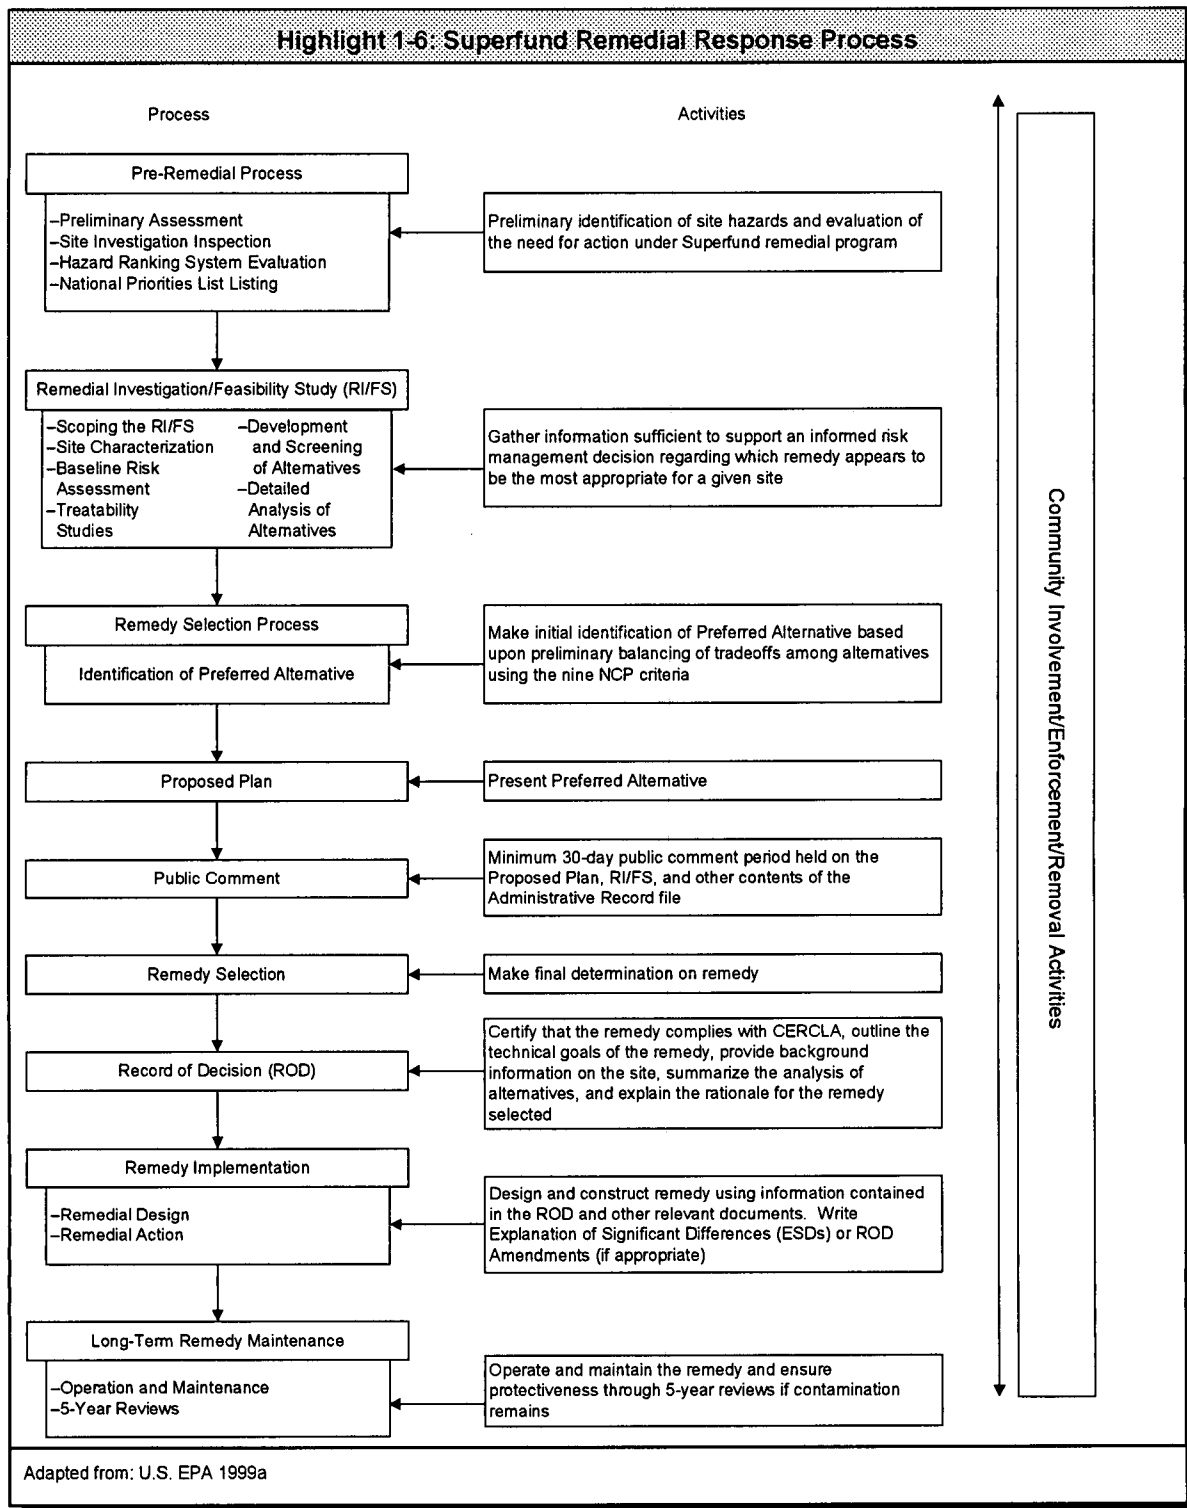 Highlight 1-6: Superfund Remedial Response Process
Process
Activities
Pre-Remedial Process
–Preliminary Assessment
–Site Investigation Inspection
–Hazard Ranking System Evaluation
–National Priorities List Listing
Preliminary identification of site hazards and evaluation of
the need for action under Superfund remedial program
Remedial Investigation/Feasibility Study (RI/FS)
–Scoping the RI/FS
–Site Characterization
–Baseline Risk
Assessment
–Treatability
Studies
–Development
and Screening
of Alternatives
–Detailed
Analysis of
Alternatives
Gather information sufficient to support an informed risk
management decision regarding which remedy appears to
be the most appropriate for a given site
Remedy Selection Process
Identification of Preferred Alternative
Make initial identification of Preferred Alternative based
upon preliminary balancing of tradeoffs among alternatives
using the nine NCP criteria
Proposed Plan
Present Preferred Alternative
Public Comment
Minimum 30-day public comment period held on the
Proposed Plan, RI/FS, and other contents of the
Administrative Record file
Remedy Selection
Make final determination on remedy
Record of Decision (ROD)
Certify that the remedy complies with CERCLA, outline the
technical goals of the remedy, provide background
information on the site, summarize the analysis of
alternatives, and explain the rationale for the remedy
selected
Remedy Implementation
–Remedial Design
–Remedial Action
Design and construct remedy using information contained
in the ROD and other relevant documents. Write
Explanation of Significant Differences (ESDs) or ROD
Amendments (if appropriate)
Long-Term Remedy Maintenance
–Operation and Maintenance
–5-Year Reviews
Operate and maintain the remedy and ensure
protectiveness through 5-year reviews if contamination
remains
Community Involvement/Enforcement/Removal Activities
Adapted from: U.S. EPA 1999a